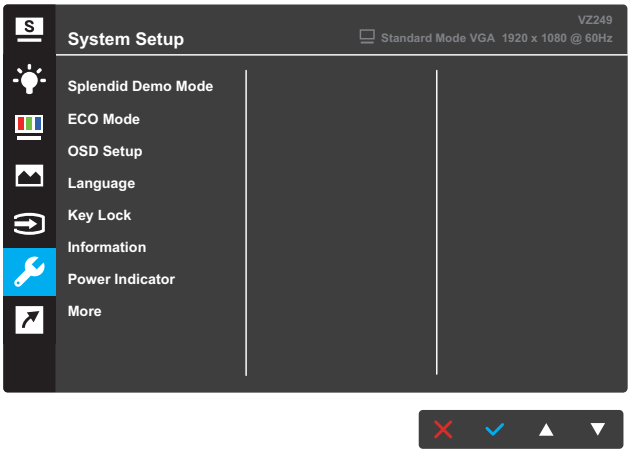 S
VZ249
System Setup
Standard Mode VGA 1920 x 1080 @ 60Hz
Splendid Demo Mode
ECO Mode
OSD Setup
Language
Key Lock
Information
Power Indicator
More